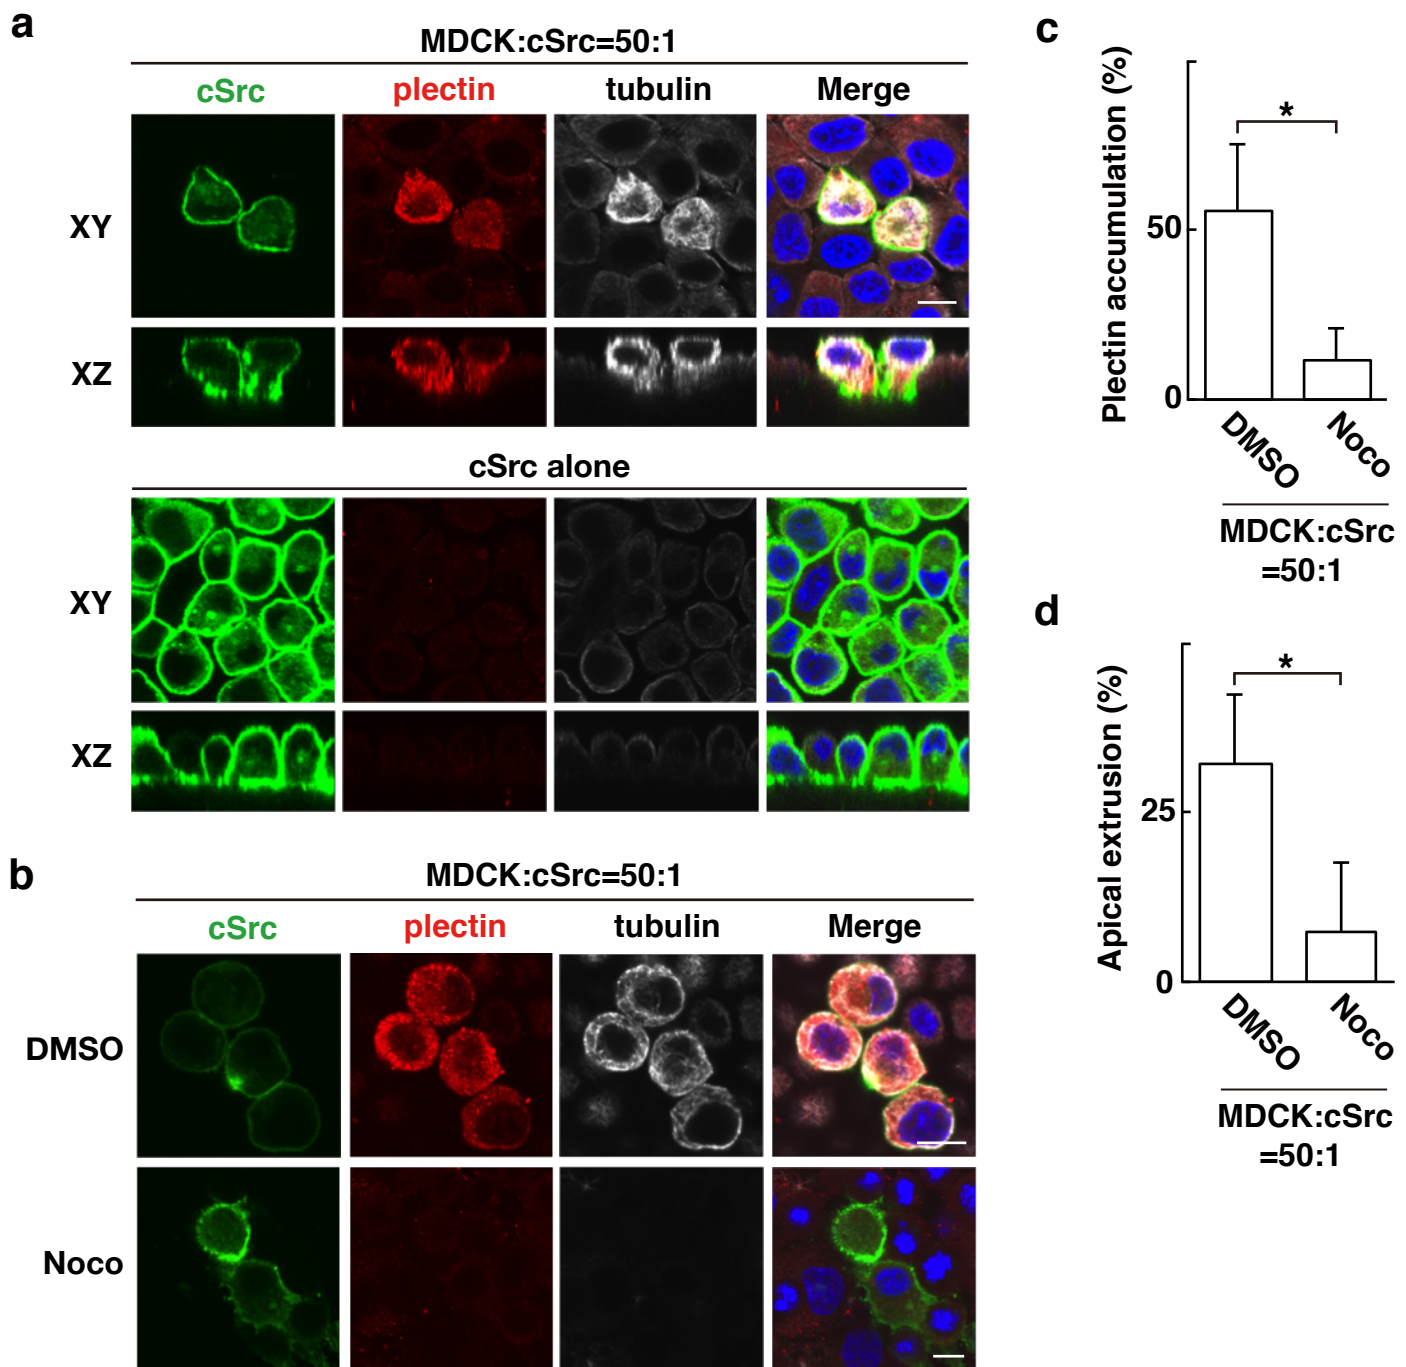 a
MDCK:cSrc=50:1
cSrc plectin tubulin Merge
XY
XZ
cSrc alone
XY
XZ
b
MDCK:cSrc=50:1
cSrc plectin tubulin Merge
DMSO
Noco
c
Plectin accumulation (%)
50
0
*
DMSO Noco
MDCK:cSrc
=50:1
d
Apical extrusion (%)
25
0
*
DMSO Noco
MDCK:cSrc
=50:1